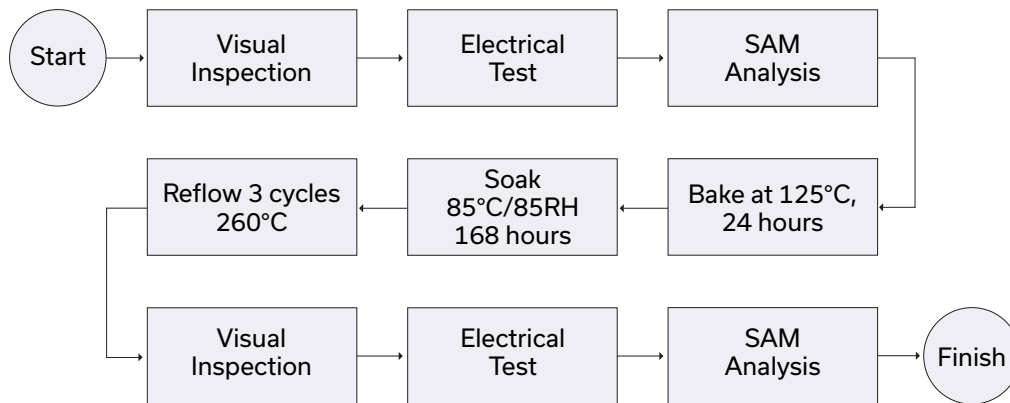 Start
Visual
Inspection
Electrical
Test
SAM
Analysis
Bake at 125°C,
24 hours
Soak
85°C/85RH
168 hours
Reflow 3 cycles
260°C
Visual
Inspection
Electrical
Test
SAM
Analysis
Finish